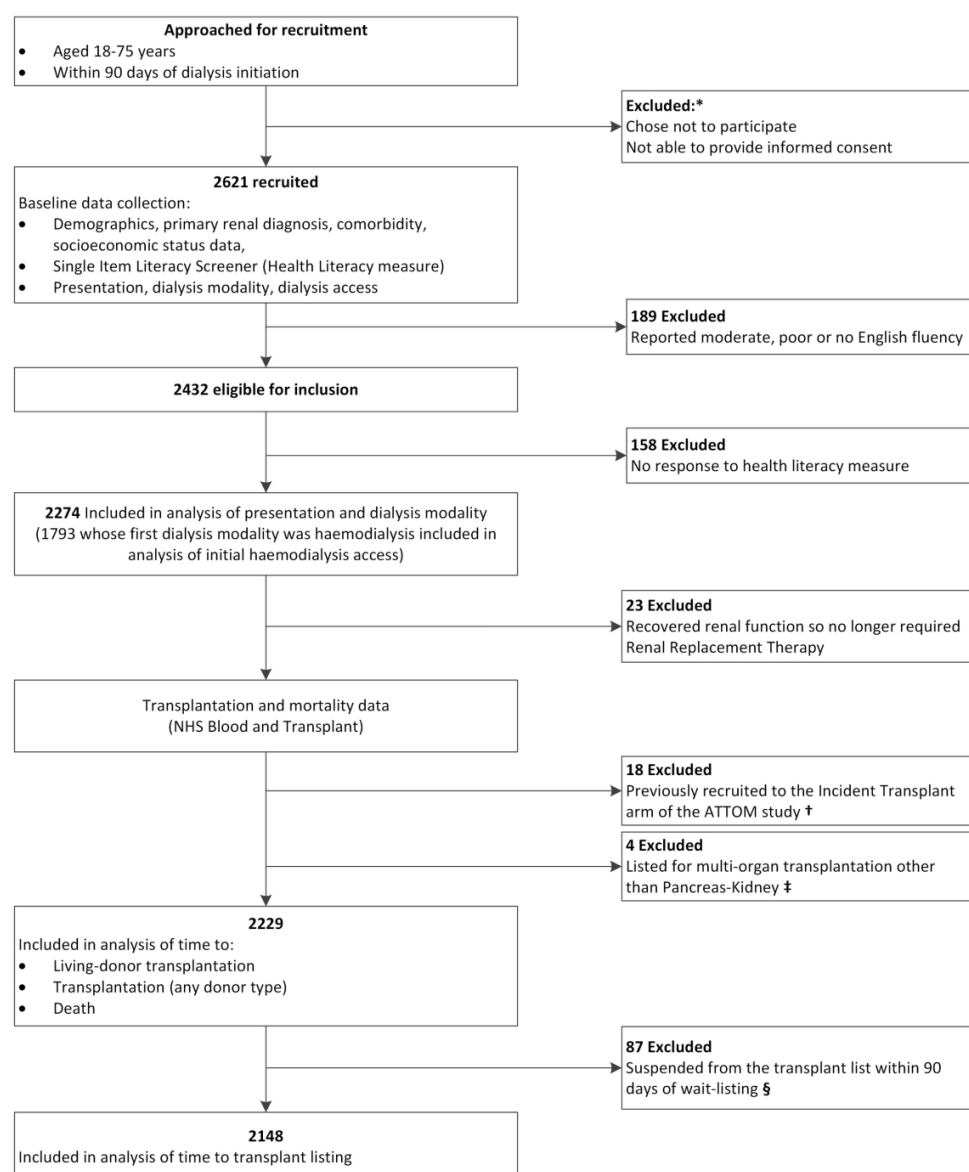 Approached for recruitment
• Aged 18-75 years
• Within 90 days of dialysis initiation
Excluded:*
Chose not to participate
Not able to provide informed consent
2621 recruited
Baseline data collection:
• Demographics, primary renal diagnosis, comorbidity,
socioeconomic status data,
• Single Item Literacy Screener (Health Literacy measure)
• Presentation, dialysis modality, dialysis access
189 Excluded
Reported moderate, poor or no English fluency
2432 eligible for inclusion
158 Excluded
No response to health literacy measure
2274 Included in analysis of presentation and dialysis modality
(1793 whose first dialysis modality was haemodialysis included in
analysis of initial haemodialysis access)
23 Excluded
Recovered renal function so no longer required
Renal Replacement Therapy
Transplantation and mortality data
(NHS Blood and Transplant)
18 Excluded
Previously recruited to the Incident Transplant
arm of the ATTOM study †
4 Excluded
Listed for multi-organ transplantation other
than Pancreas-Kidney ‡
2229
Included in analysis of time to:
• Living-donor transplantation
• Transplantation (any donor type)
• Death
87 Excluded
Suspended from the transplant list within 90
days of wait-listing §
2148
Included in analysis of time to transplant listing